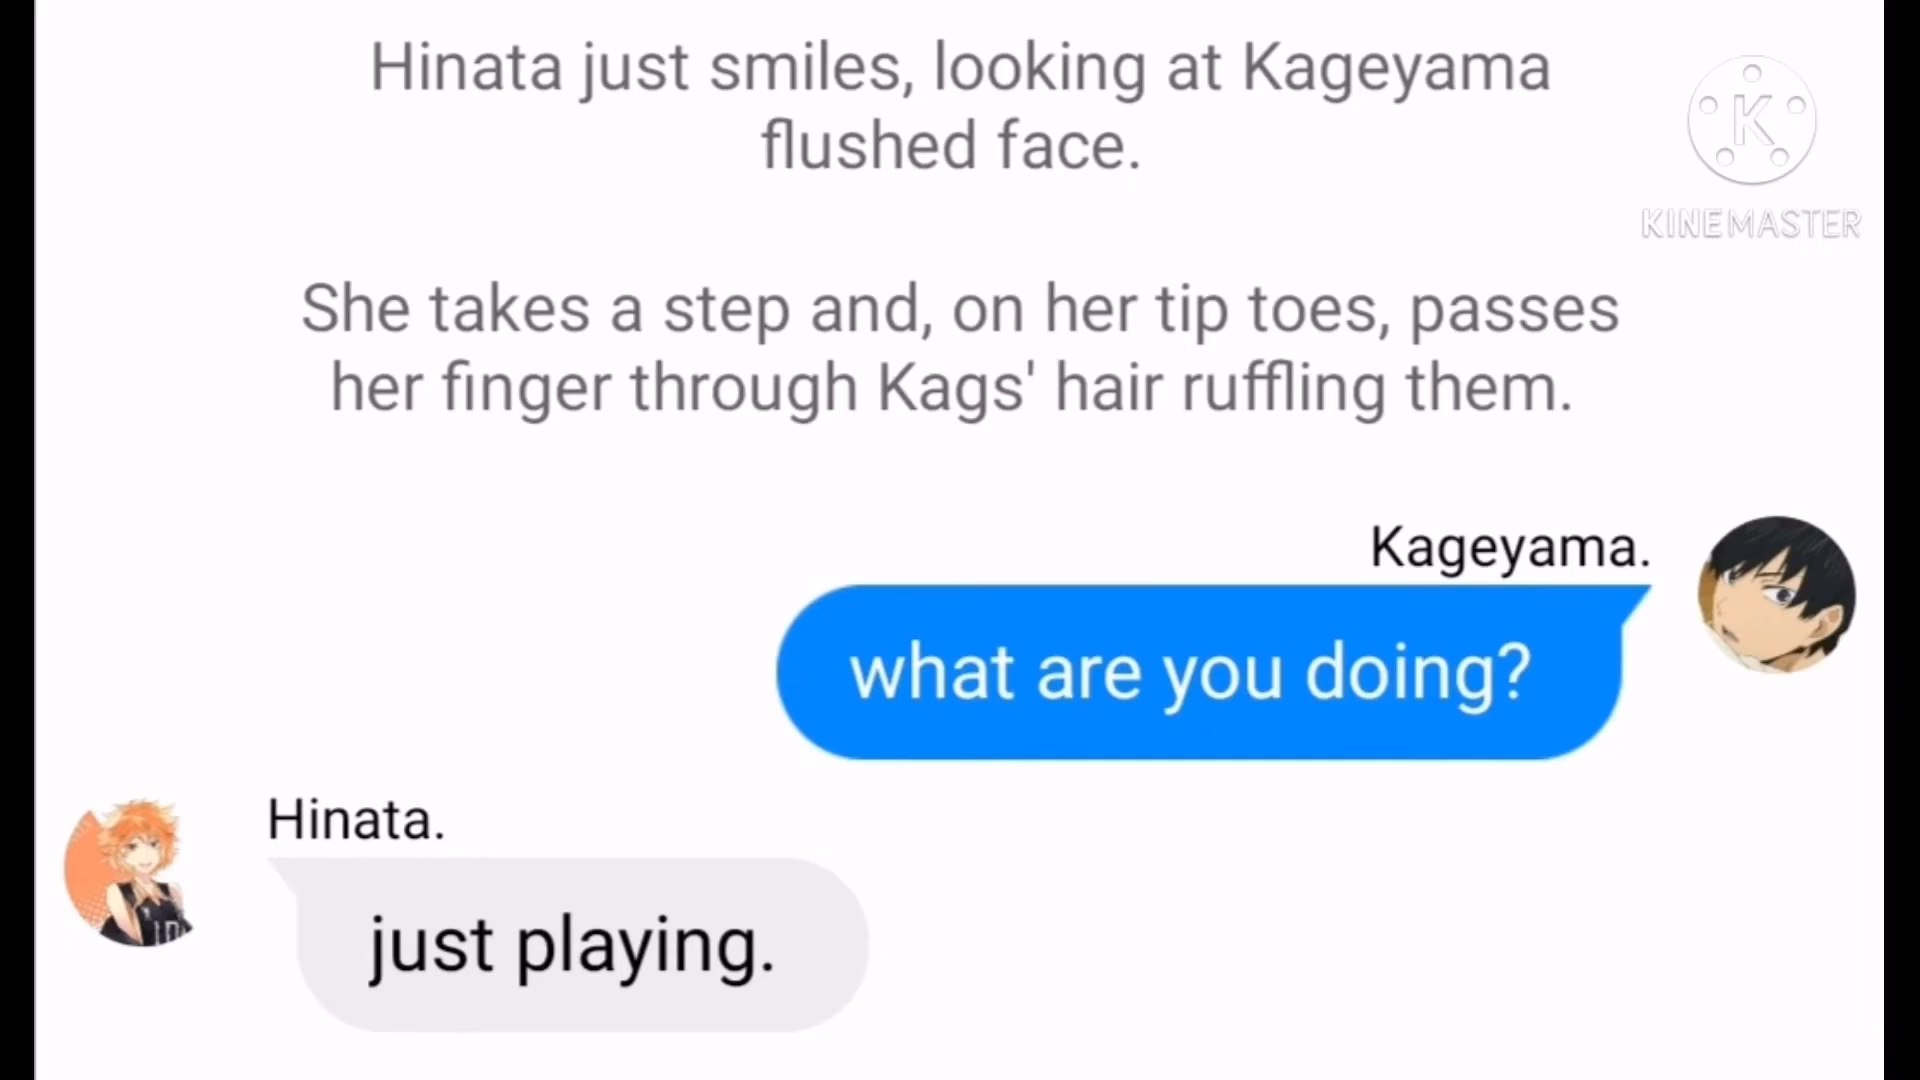 Hinata just smiles, looking at Kageyama
flushed face.
K
KINEMASTER
She takes a step and, on her tip toes, passes
her finger through Kags' hair ruffling them.
Kageyama.
what are you doing?
Hinata.
just playing.
10